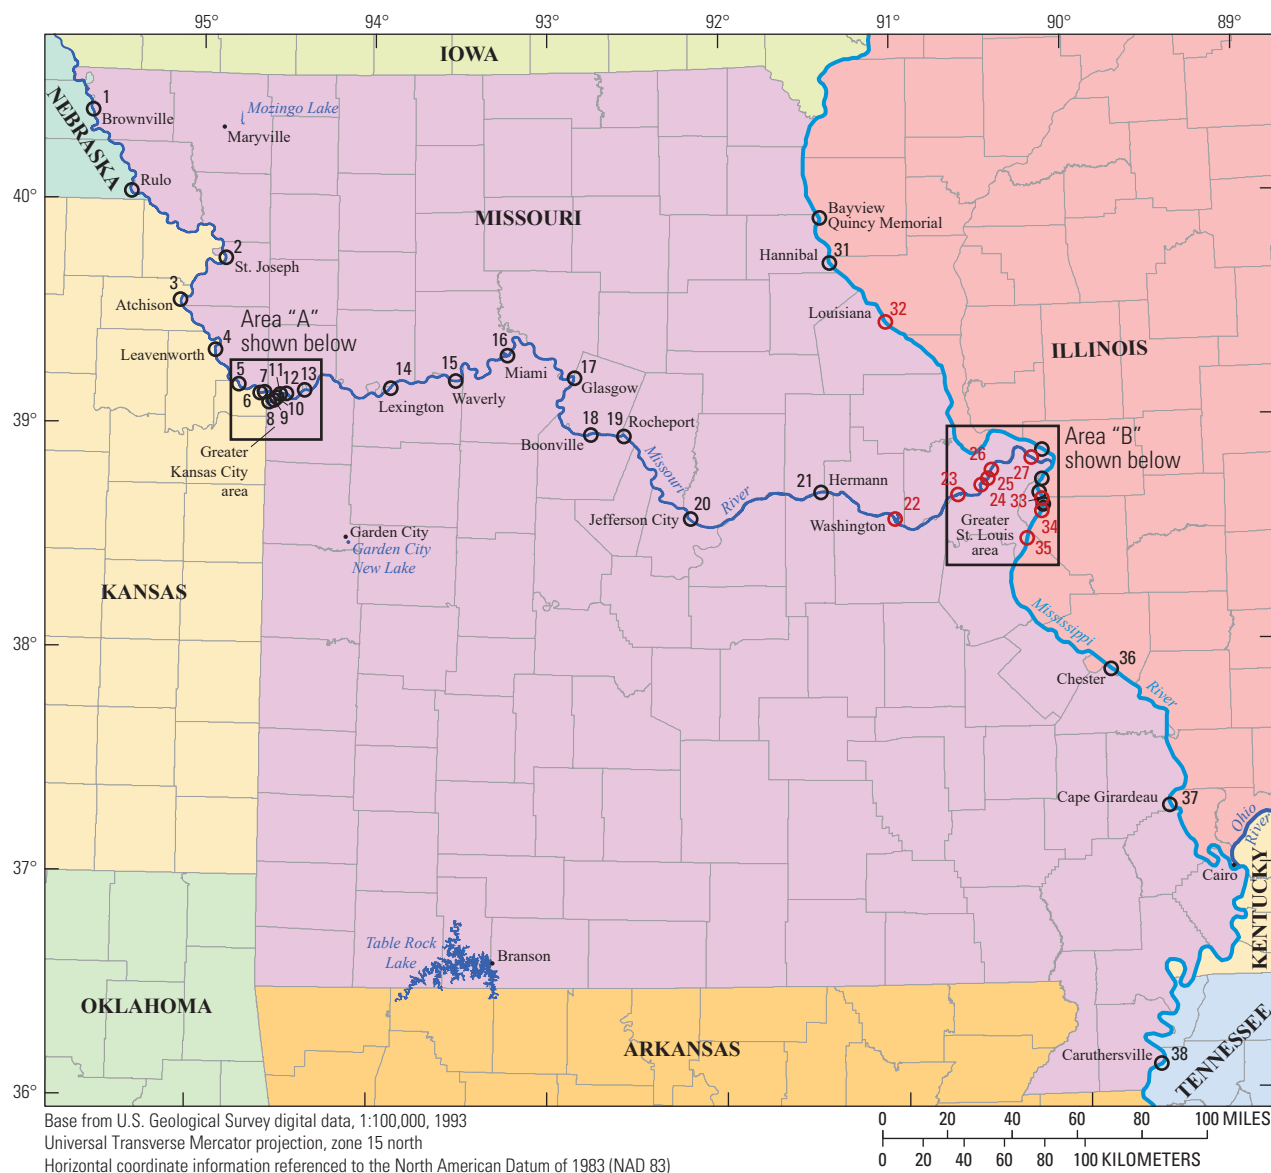 95°
94°
93°
92°
91°
90°
89°
IOWA
NEBRASKA
1
Brownville
Mozingo Lake
Maryville
Rulo
40°
MISSOURI
Bayview
Quincy Memorial
Hannibal
31
2
St. Joseph
3
Atchison
Louisiana
32
ILLINOIS
4
Leavenworth
Area “A”
shown below
5
6
7
11
12
13
8
9
10
14
Lexington
15
Waverly
16
Miami
17
Glasgow
39°
18
19
Rocheport
Boonville
Greater
Kansas City
area
Missouri
River
20
Jefferson City
21
Hermann
22
Washington
Area “B”
shown below
26
27
23
25
24
33
34
35
Greater
St. Louis
area
Garden City
Garden City
New Lake
KANSAS
38°
Mississippi
River
36
Chester
Cape Girardeau
37
Ohio
River
37°
Cairo
KENTUCKY
Table Rock
Lake
Branson
OKLAHOMA
ARKANSAS
TENNESSEE
Caruthersville
38
36°
Base from U.S. Geological Survey digital data, 1:100,000, 1993
Universal Transverse Mercator projection, zone 15 north
Horizontal coordinate information referenced to the North American Datum of 1983 (NAD 83)
0 20 40 60 80 100 MILES
0 20 40 60 80 100 KILOMETERS